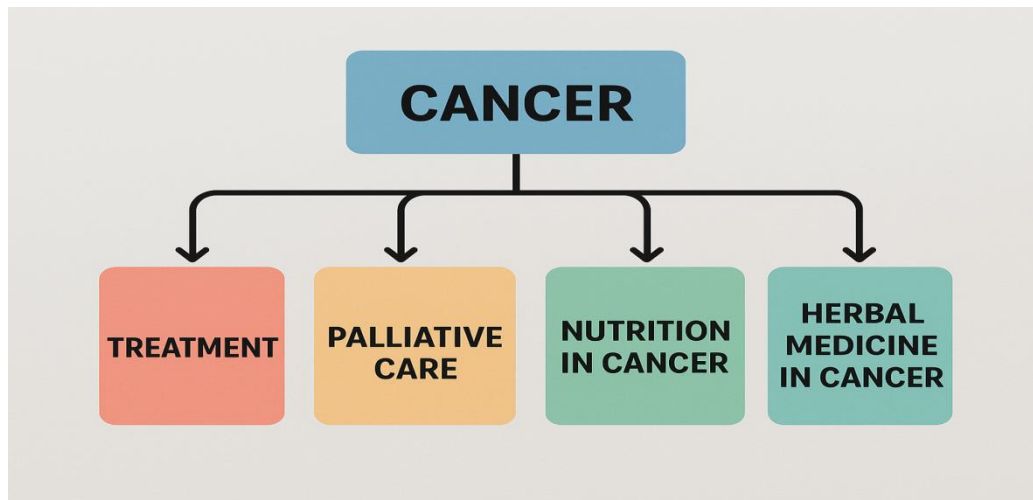 CANCER
TREATMENT
PALLIATIVE
CARE
NUTRITION
IN CANCER
HERBAL
MEDICINE
IN CANCER